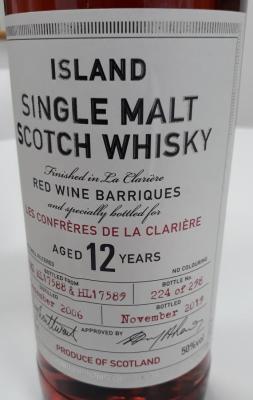 ISLAND
SINGLE MALT
SCOTCH WHISKY
Finished in La Clarière
RED WINE BARRIQUES
and specially bottled for
LES CONFRÈRES DE LA CLARIÈRE
AGED 12 YEARS
NO COLOURING
BOTTLED FROM
BOTTLE No.
HL17588 & HL17589
224 of 298
DISTILLED
BOTTLED
2006
November 2019
APPROVED BY
50%vol
PRODUCE OF SCOTLAND